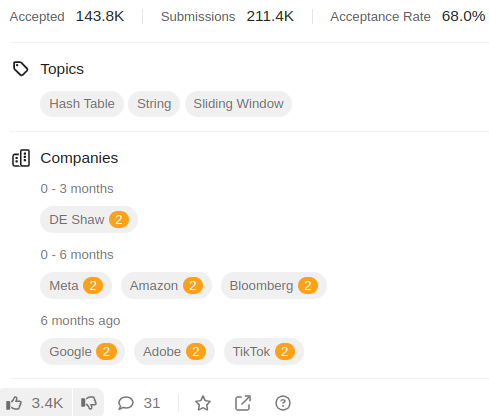 Accepted 143.8K Submissions 211.4K Acceptance Rate 68.0%
Topics
Hash Table String Sliding Window
Companies
0 - 3 months
DE Shaw 2
0 - 6 months
Meta 2 Amazon 2 Bloomberg 2
6 months ago
Google 2 Adobe 2 TikTok 2
3.4K 31